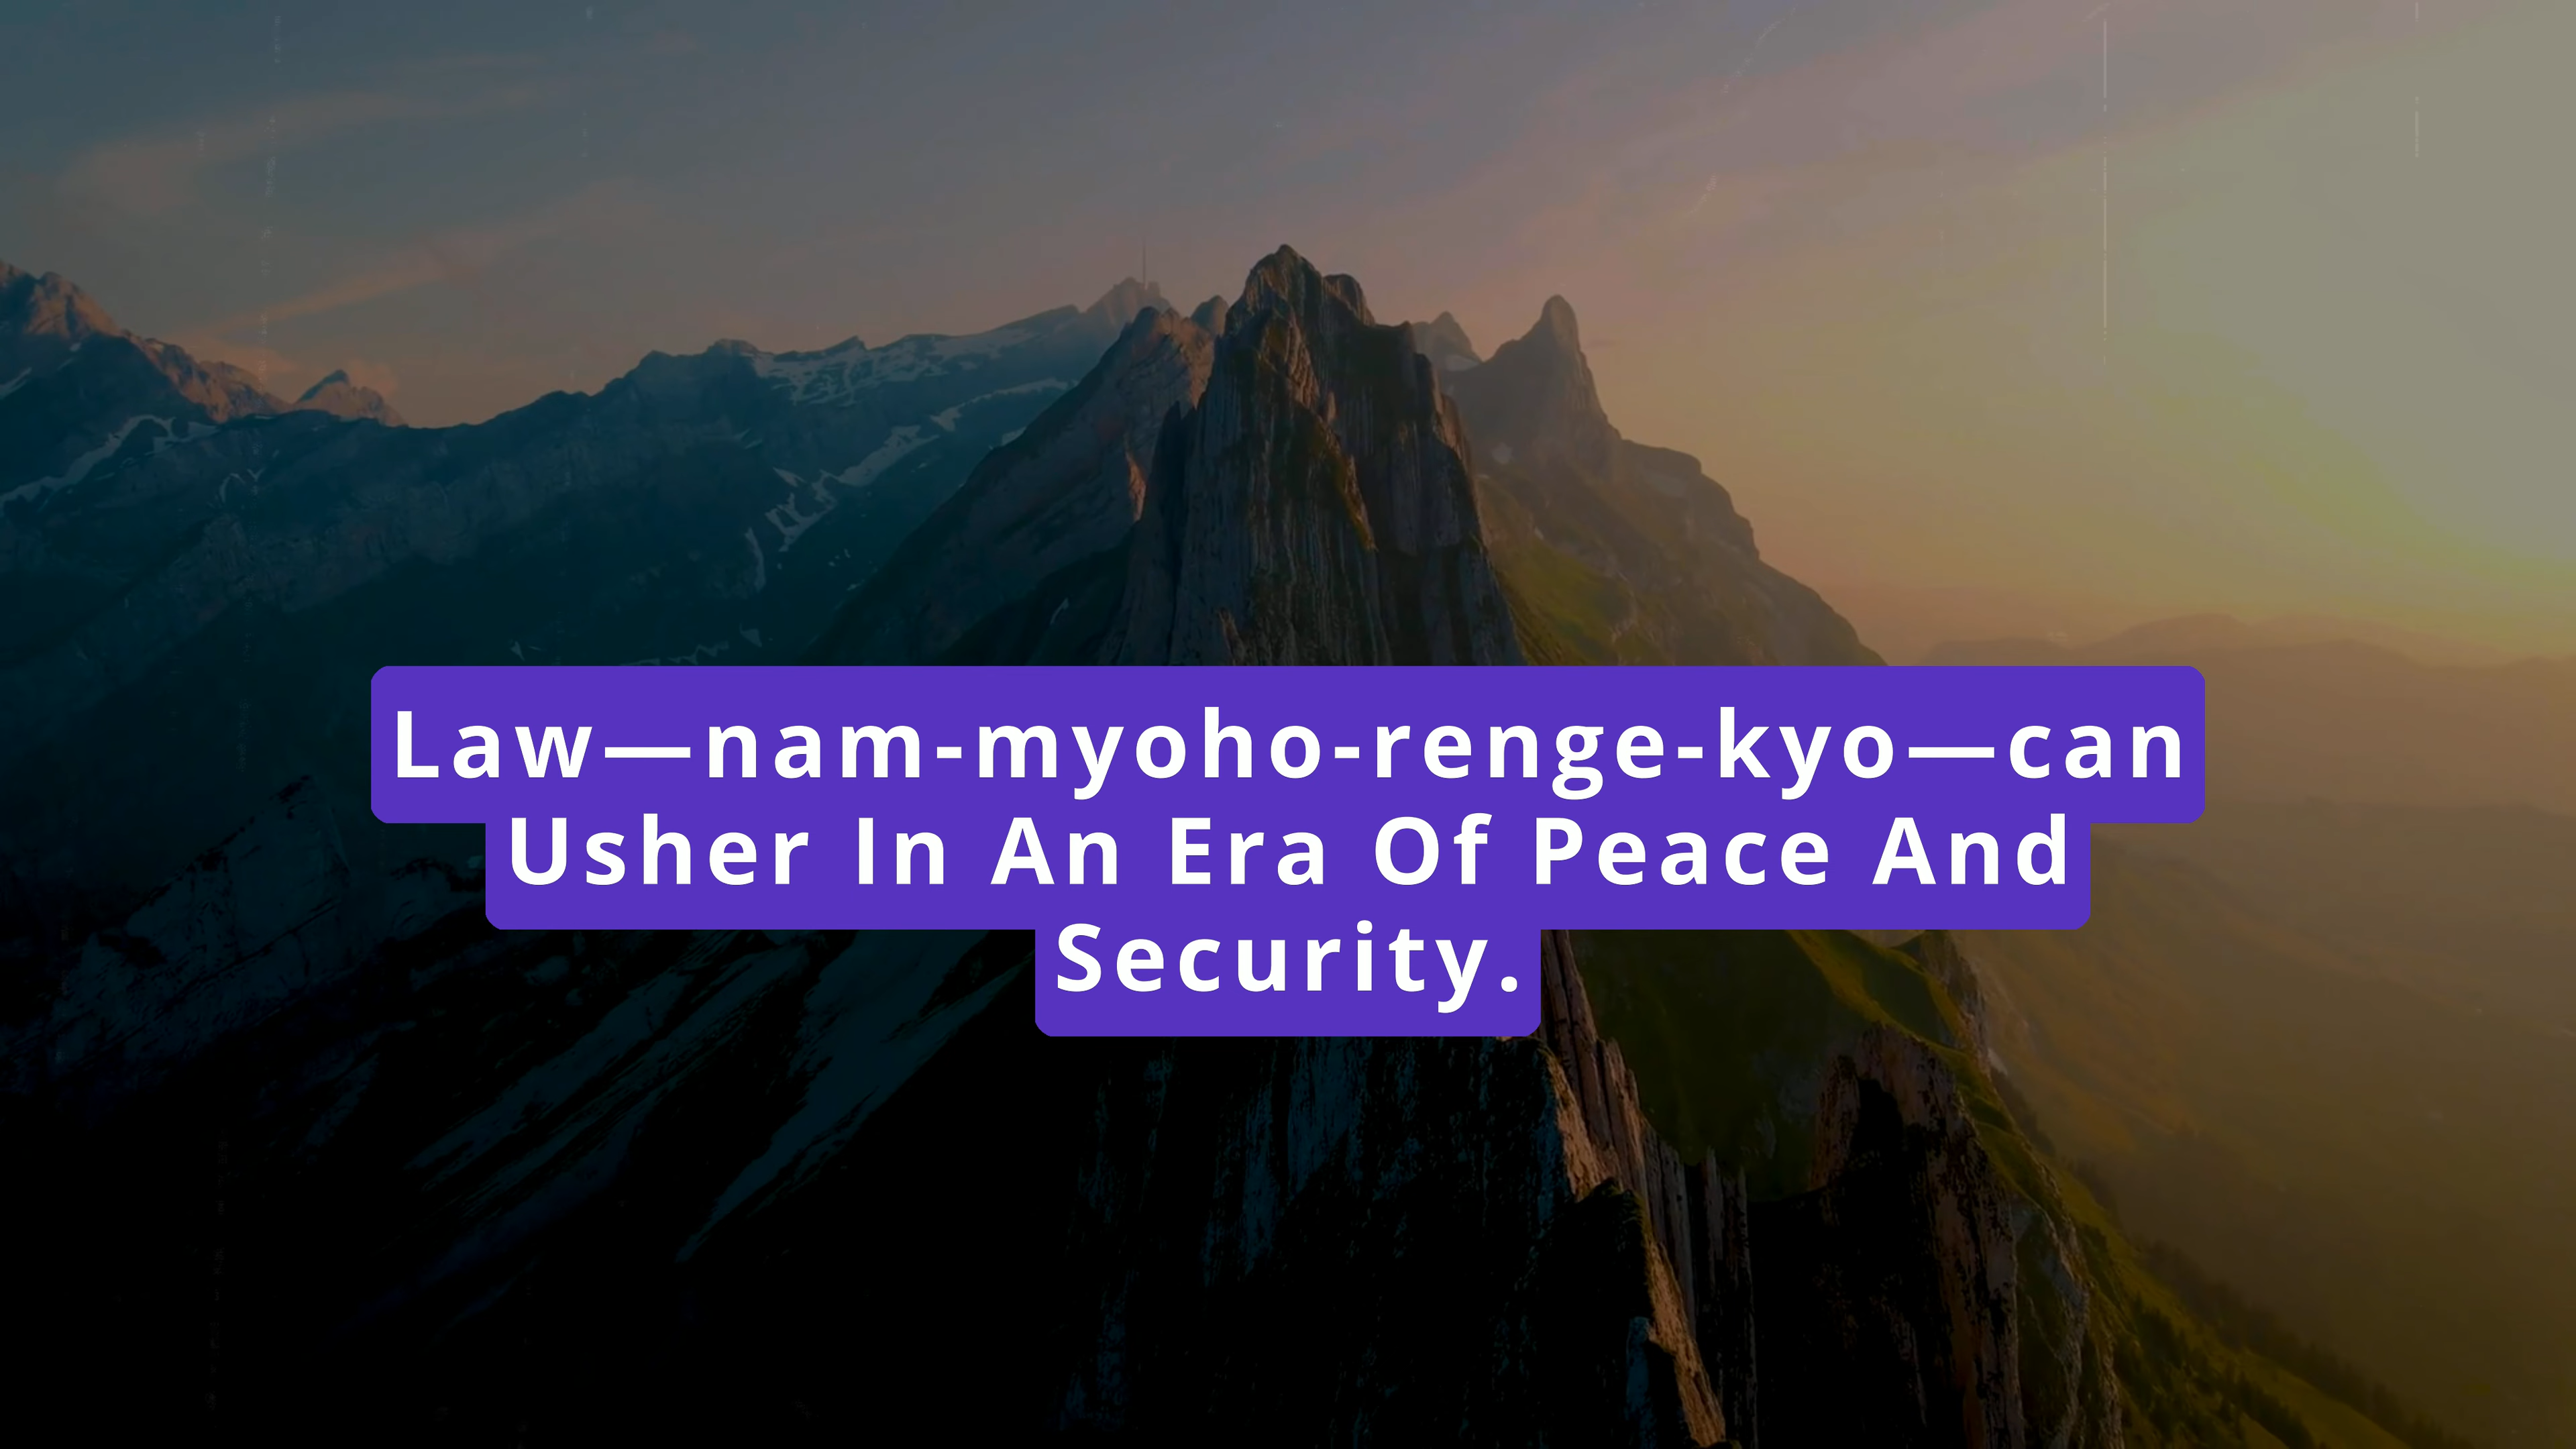 Law—nam-myoho-renge-kyo—can
Usher In An Era Of Peace And
Security.